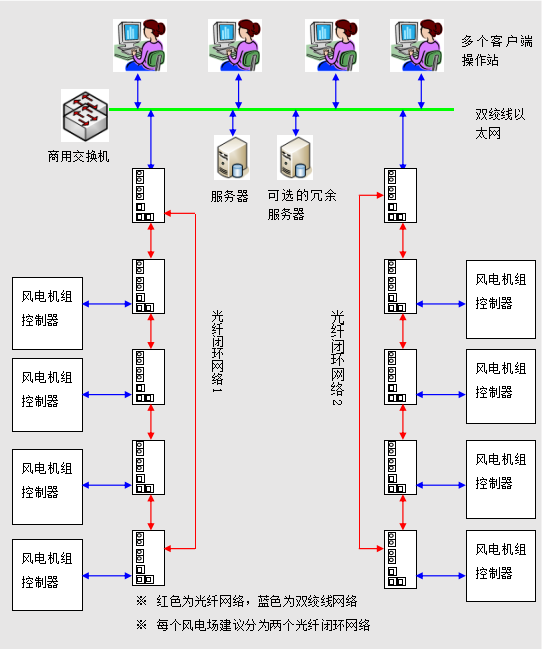 多个客户端
操作站
双绞线以
太网
商用交换机
服务器
可选的冗余
服务器
光纤闭环网络1
光纤闭环网络2
风电机组
控制器
风电机组
控制器
风电机组
控制器
风电机组
控制器
风电机组
控制器
风电机组
控制器
风电机组
控制器
风电机组
控制器
※ 红色为光纤网络，蓝色为双绞线网络
※ 每个风电场建议分为两个光纤闭环网络